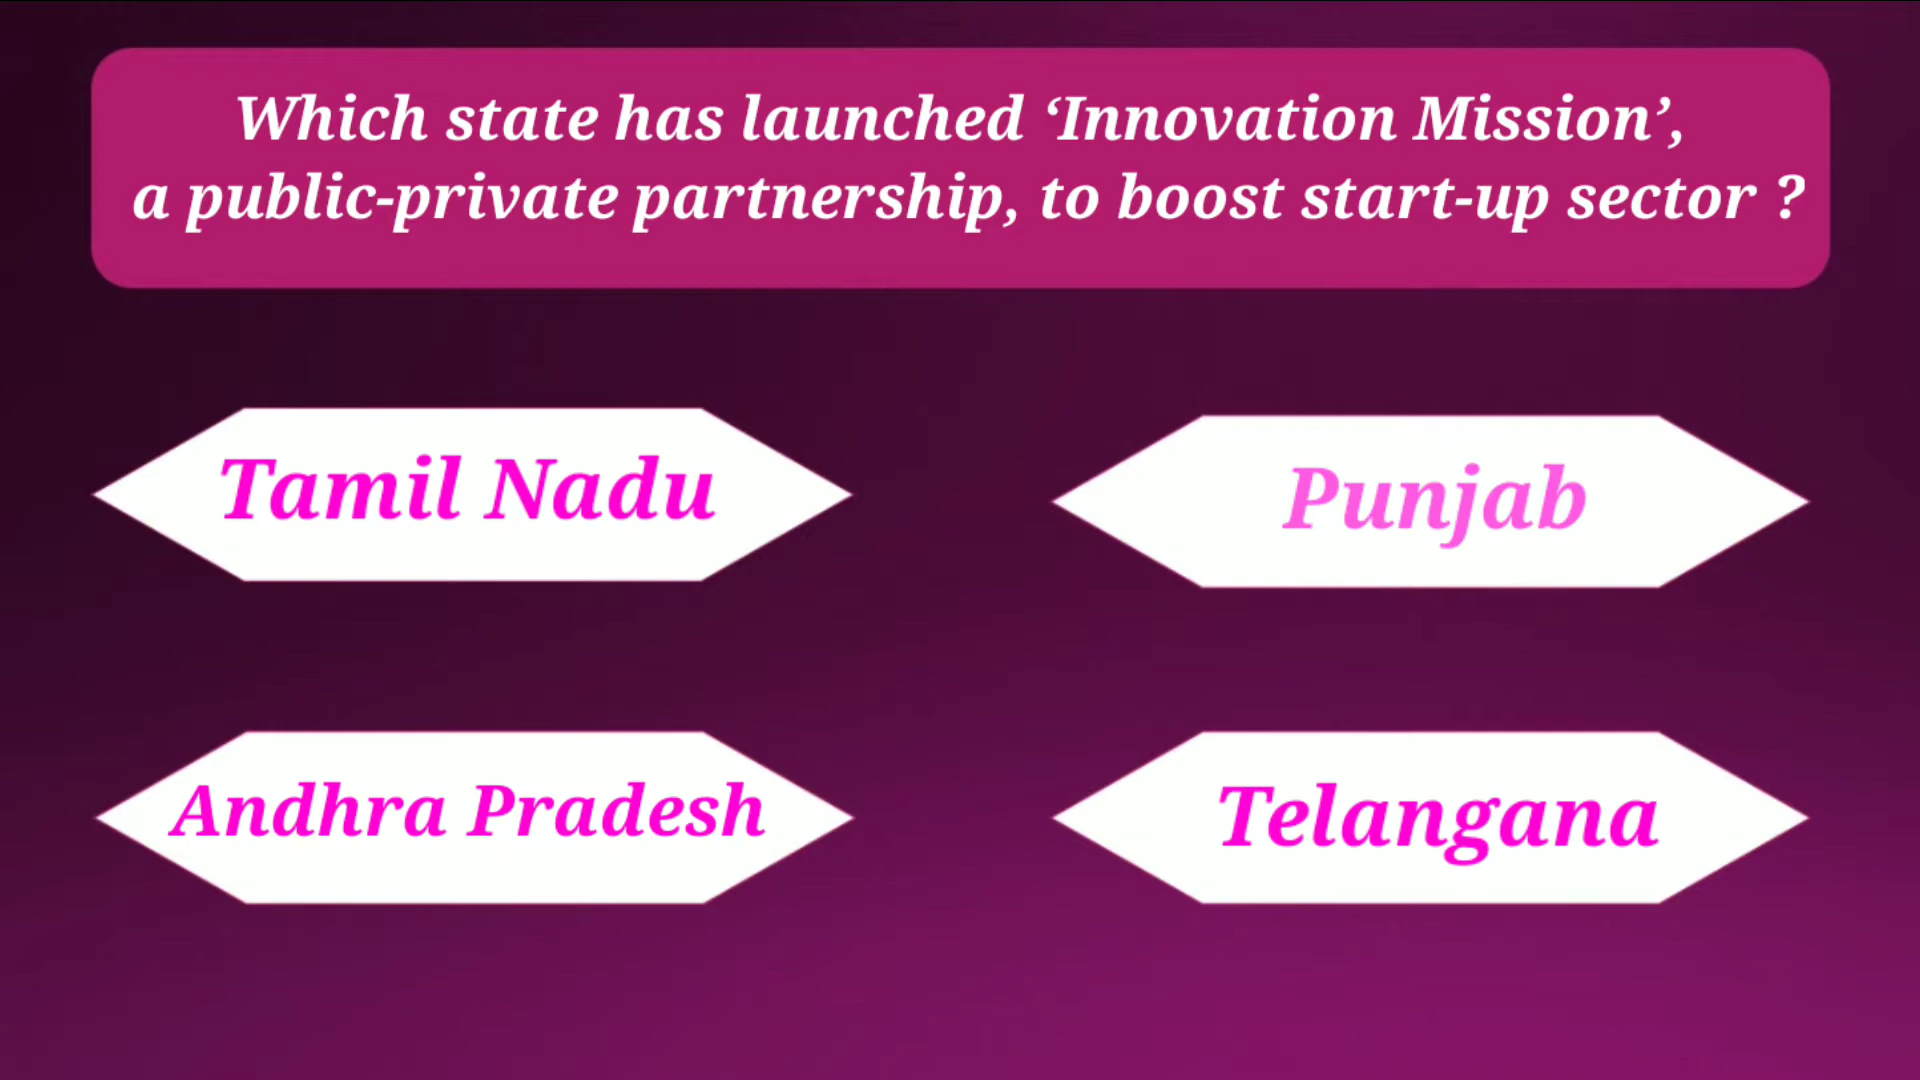 Which state has launched ‘Innovation Mission’,
a public-private partnership, to boost start-up sector ?
Tamil Nadu
Punjab
Andhra Pradesh
Telangana